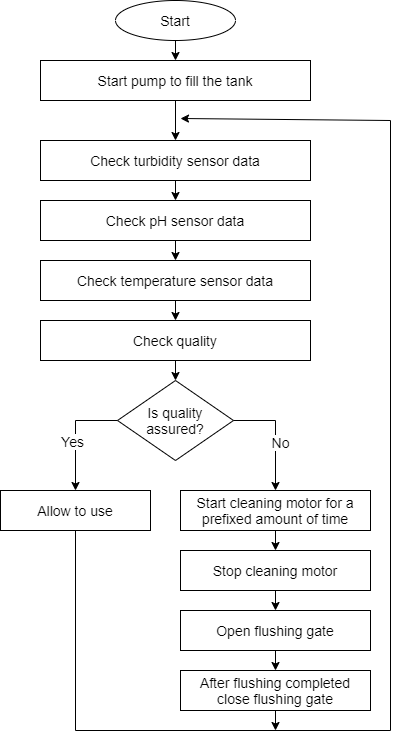 Start
Start pump to fill the tank
Check turbidity sensor data
Check pH sensor data
Check temperature sensor data
Check quality
Is quality
assured?
Yes
No
Allow to use
Start cleaning motor for a
prefixed amount of time
Stop cleaning motor
Open flushing gate
After flushing completed
close flushing gate